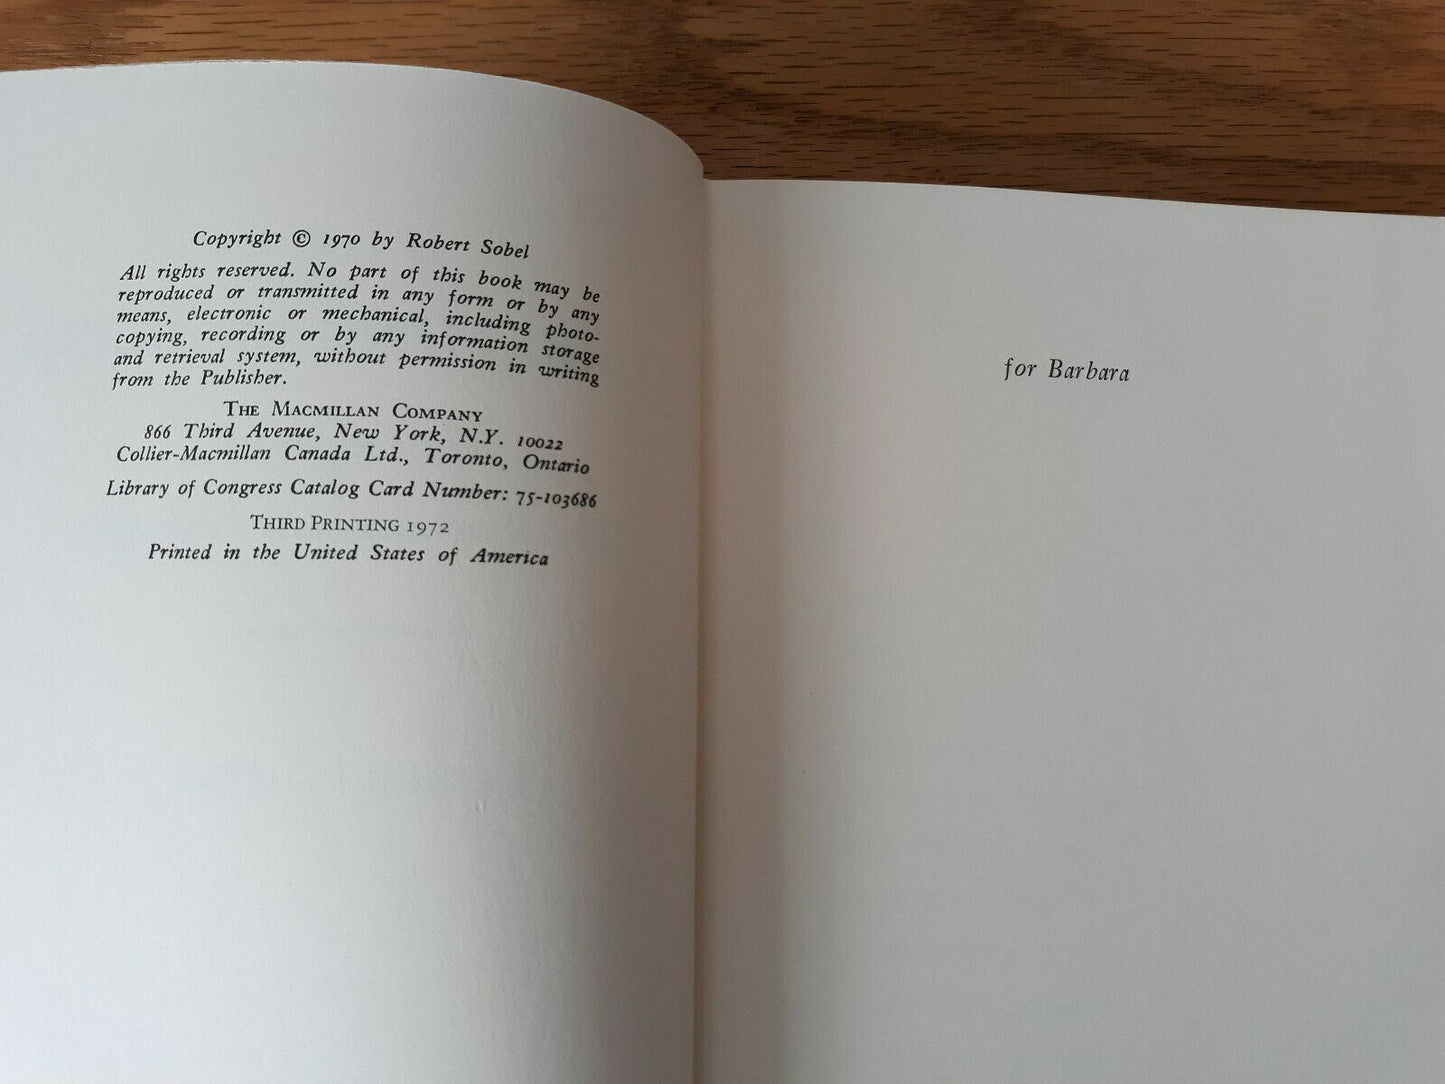 Copyright © 1970 by Robert Sobel
All rights reserved. No part of this book may be
reproduced or transmitted in any form or by any
means, electronic or mechanical, including photo-
copying, recording or by any information storage
and retrieval system, without permission in writing
from the Publisher.
THE MACMILLAN COMPANY
866 Third Avenue, New York, N.Y. 10022
Collier-Macmillan Canada Ltd., Toronto, Ontario
Library of Congress Catalog Card Number: 75-103686
THIRD PRINTING 1972
Printed in the United States of America
for Barbara